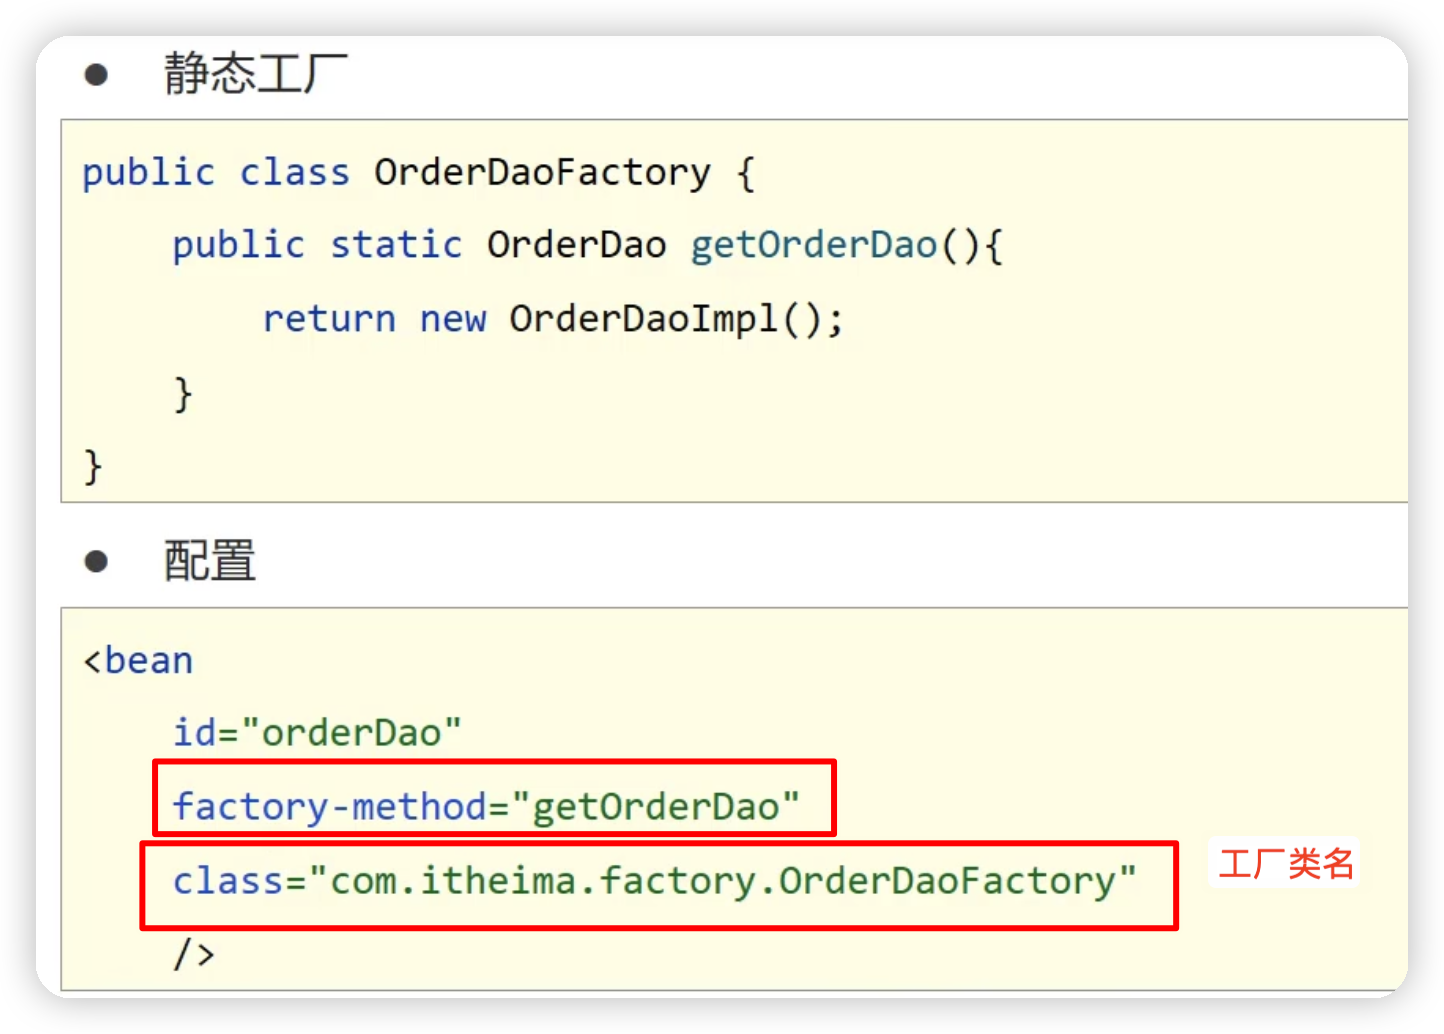 ● 静态工厂
public class OrderDaoFactory {
public static OrderDao getOrderDao(){
return new OrderDaoImpl();
}
}
● 配置
<bean
id="orderDao"
factory-method="getOrderDao"
class="com.itheima.factory.OrderDaoFactory"
工厂类名
/>